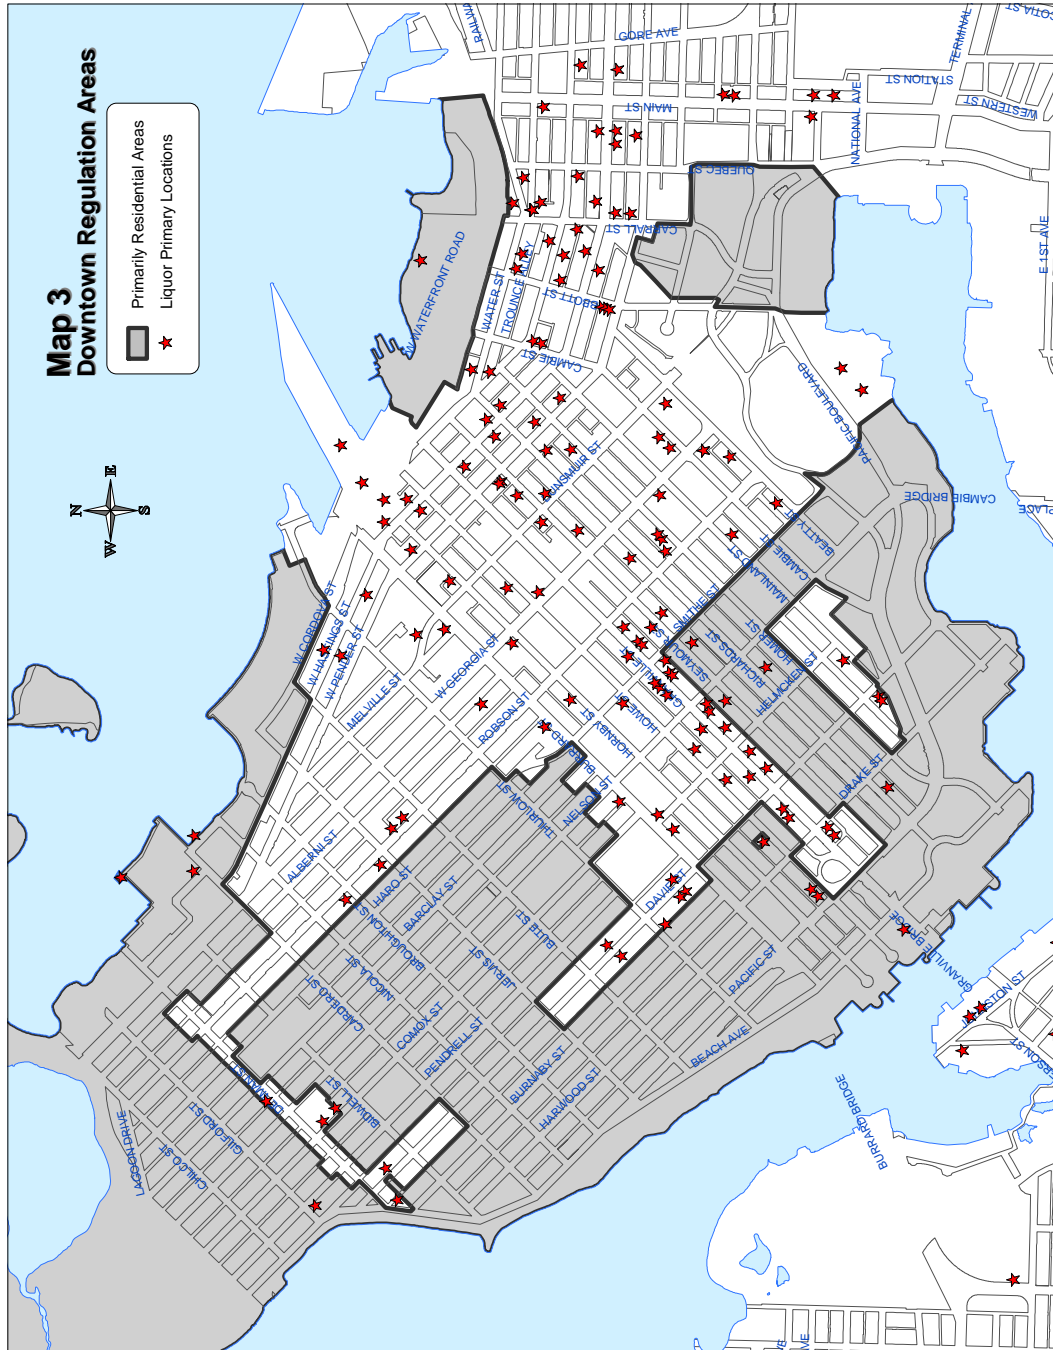 Map 3
Downtown Regulation Areas
Primarily Residential Areas
Liquor Primary Locations
N
E
S
W
GORE AVE
MAIN ST
STATION ST
WESTERN ST
TERMINAL
NATIONAL AVE
QUEBEC ST
E 1ST AVE
CARRALL ST
W WATERFRONT ROAD
WATER ST
TROUNCE ALLEY
CAMBIE ST
PACIFIC BOULEVARD
CAMBIE BRIDGE
PLACE
DUNSMUIR ST
BEATTY ST
CAMBIE ST
MAINLAND ST
HOMER ST
RICHARDS ST
HELMCKEN ST
SMITHE ST
SEYMOUR ST
HOWE ST
HORNBY ST
NELSON ST
DRAKE ST
W CORDOVA ST
W HASTINGS ST
W PENDER ST
MELVILLE ST
W GEORGIA ST
ROBSON ST
ALBERNI ST
HARO ST
BARCLAY ST
THURLOW ST
BUTE ST
JERVIS ST
BROUGHTON ST
NICOLA ST
CARDERO ST
COMOX ST
PENDRELL ST
DAVIE ST
BURNABY ST
HARWOOD ST
PACIFIC ST
BEACH AVE
BIDWELL ST
DENMAN ST
GILFORD ST
CHILCO ST
LAGOON DRIVE
GRANVILLE BRIDGE
BURRARD BRIDGE